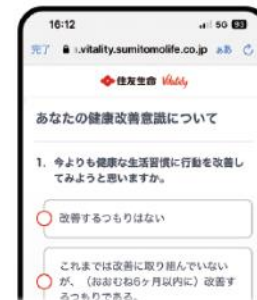 16:12
5G 93
完了 .vitality.sumitomolife.co.jp ああ
住友生命 Vitality
あなたの健康改善意識について
1. 今よりも健康な生活習慣に行動を改善し
てみようと思いますか。
改善するつもりはない
これまでは改善に取り組んでいない
が、（おおむね6ヶ月以内に）改善す
るつもりである。